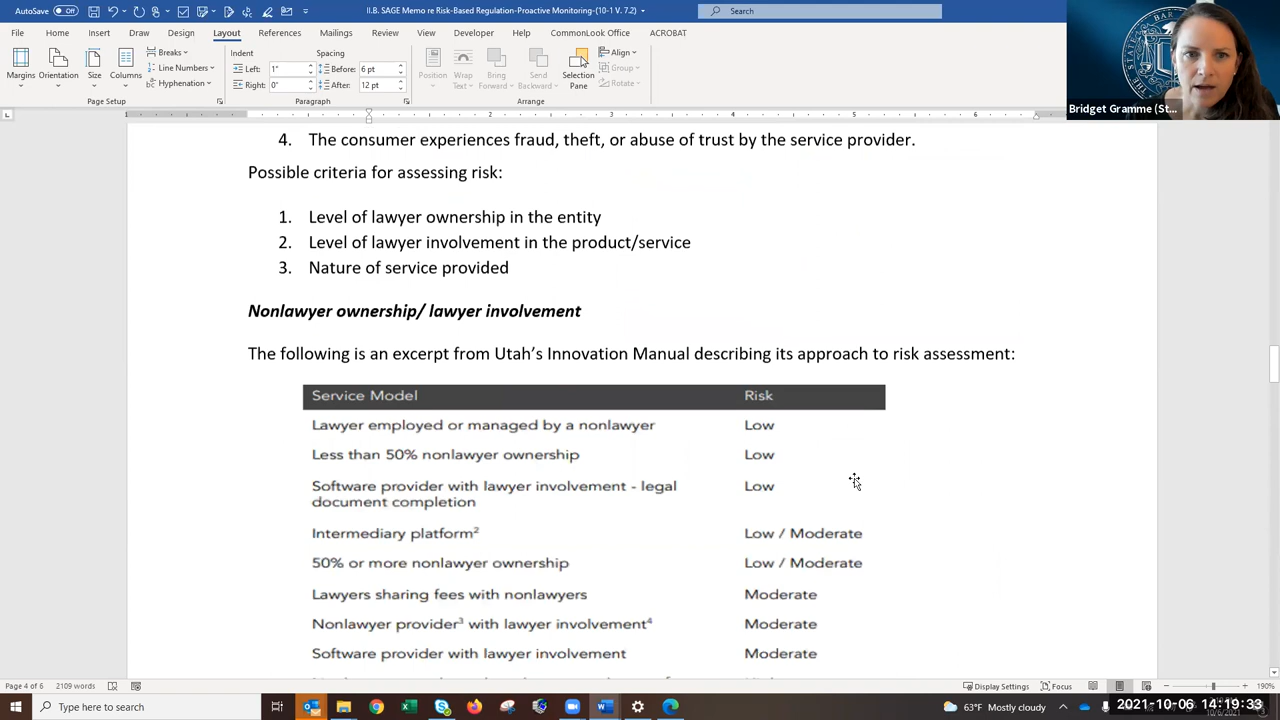 AutoSave Off II.B. SAGE Memo re Risk-Based Regulation-Proactive Monitoring-(10-1 V. 7.2) Search
File Home Insert Draw Design Layout References Mailings Review View Developer Help CommonLook Office ACROBAT
Margins Orientation Size Columns Breaks Line Numbers Hyphenation
Indent Spacing
Left: 1" Before: 6 pt
Right: 0" After: 12 pt
Position Wrap Text Bring Forward Send Backward Selection Pane Align Group Rotate
Page Setup Paragraph Arrange
Bridget Gramme (St...
4. The consumer experiences fraud, theft, or abuse of trust by the service provider.
Possible criteria for assessing risk:
1. Level of lawyer ownership in the entity
2. Level of lawyer involvement in the product/service
3. Nature of service provided
Nonlawyer ownership/ lawyer involvement
The following is an excerpt from Utah’s Innovation Manual describing its approach to risk assessment:
Service Model Risk
Lawyer employed or managed by a nonlawyer Low
Less than 50% nonlawyer ownership Low
Software provider with lawyer involvement - legal Low
document completion
Intermediary platform² Low / Moderate
50% or more nonlawyer ownership Low / Moderate
Lawyers sharing fees with nonlawyers Moderate
Nonlawyer provider³ with lawyer involvement⁴ Moderate
Software provider with lawyer involvement Moderate
Page 4 of 6 2109 words Display Settings Focus 190%
Type here to search 63°F Mostly cloudy 2021-10-06 14:19:33